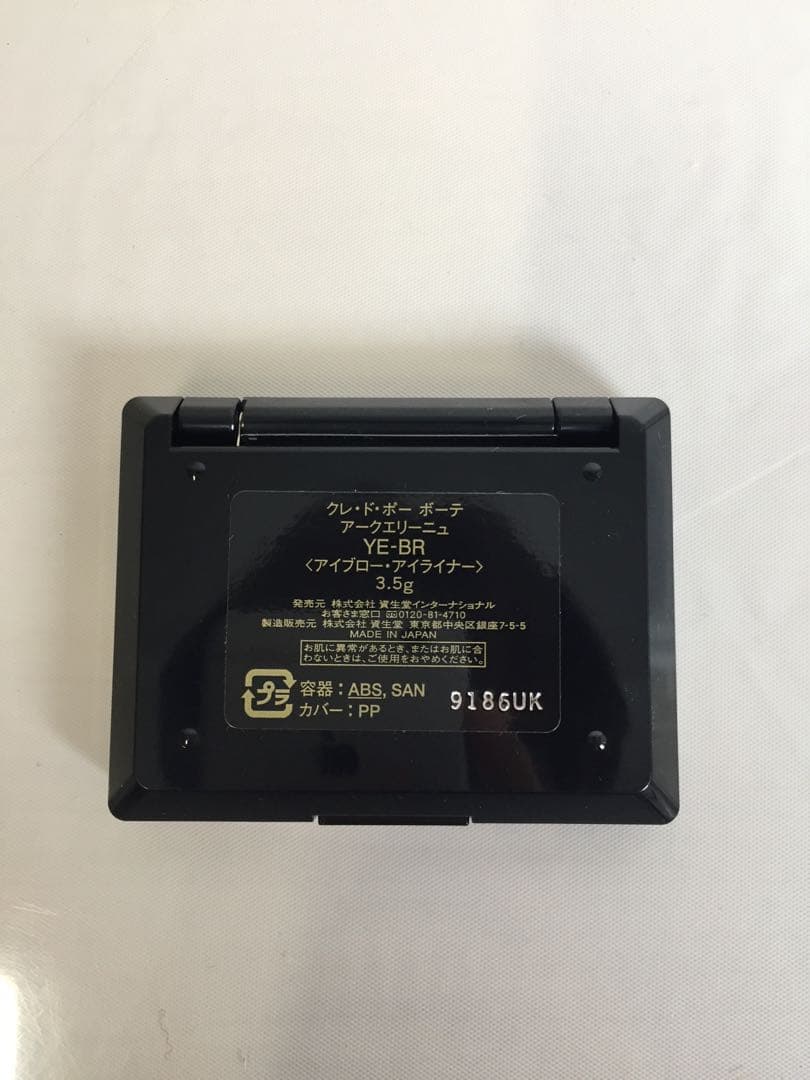 クレ・ド・ポー ボーテ
アークエリーニュ
YE-BR
〈アイブロー・アイライナー〉
3.5g
発売元 株式会社 資生堂インターナショナル
お客さま窓口 0120-81-4710
製造販売元 株式会社 資生堂 東京都中央区銀座7-5-5
MADE IN JAPAN
お肌に異常があるとき、またはお肌に合
わないときは、ご使用をおやめください。
プラ
容器：ABS, SAN
カバー：PP
9186UK